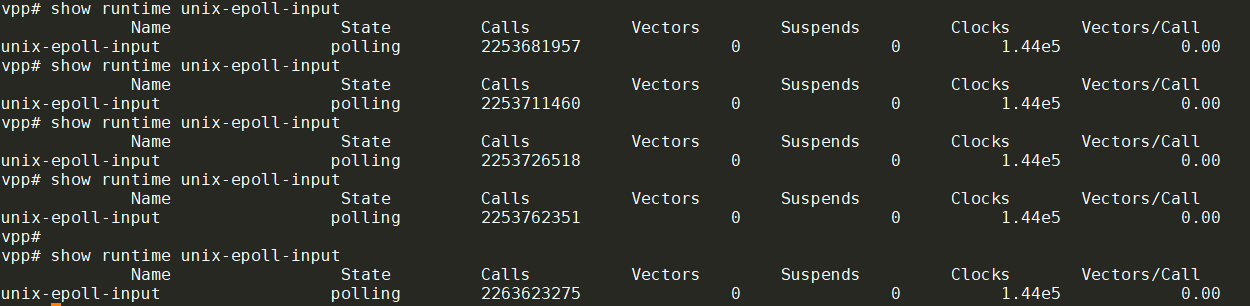 vpp# show runtime unix-epoll-input
Name State Calls Vectors Suspends Clocks Vectors/Call
unix-epoll-input polling 2253681957 0 0 1.44e5 0.00
vpp# show runtime unix-epoll-input
Name State Calls Vectors Suspends Clocks Vectors/Call
unix-epoll-input polling 2253711460 0 0 1.44e5 0.00
vpp# show runtime unix-epoll-input
Name State Calls Vectors Suspends Clocks Vectors/Call
unix-epoll-input polling 2253726518 0 0 1.44e5 0.00
vpp# show runtime unix-epoll-input
Name State Calls Vectors Suspends Clocks Vectors/Call
unix-epoll-input polling 2253762351 0 0 1.44e5 0.00
vpp#
vpp# show runtime unix-epoll-input
Name State Calls Vectors Suspends Clocks Vectors/Call
unix-epoll-input polling 2263623275 0 0 1.44e5 0.00